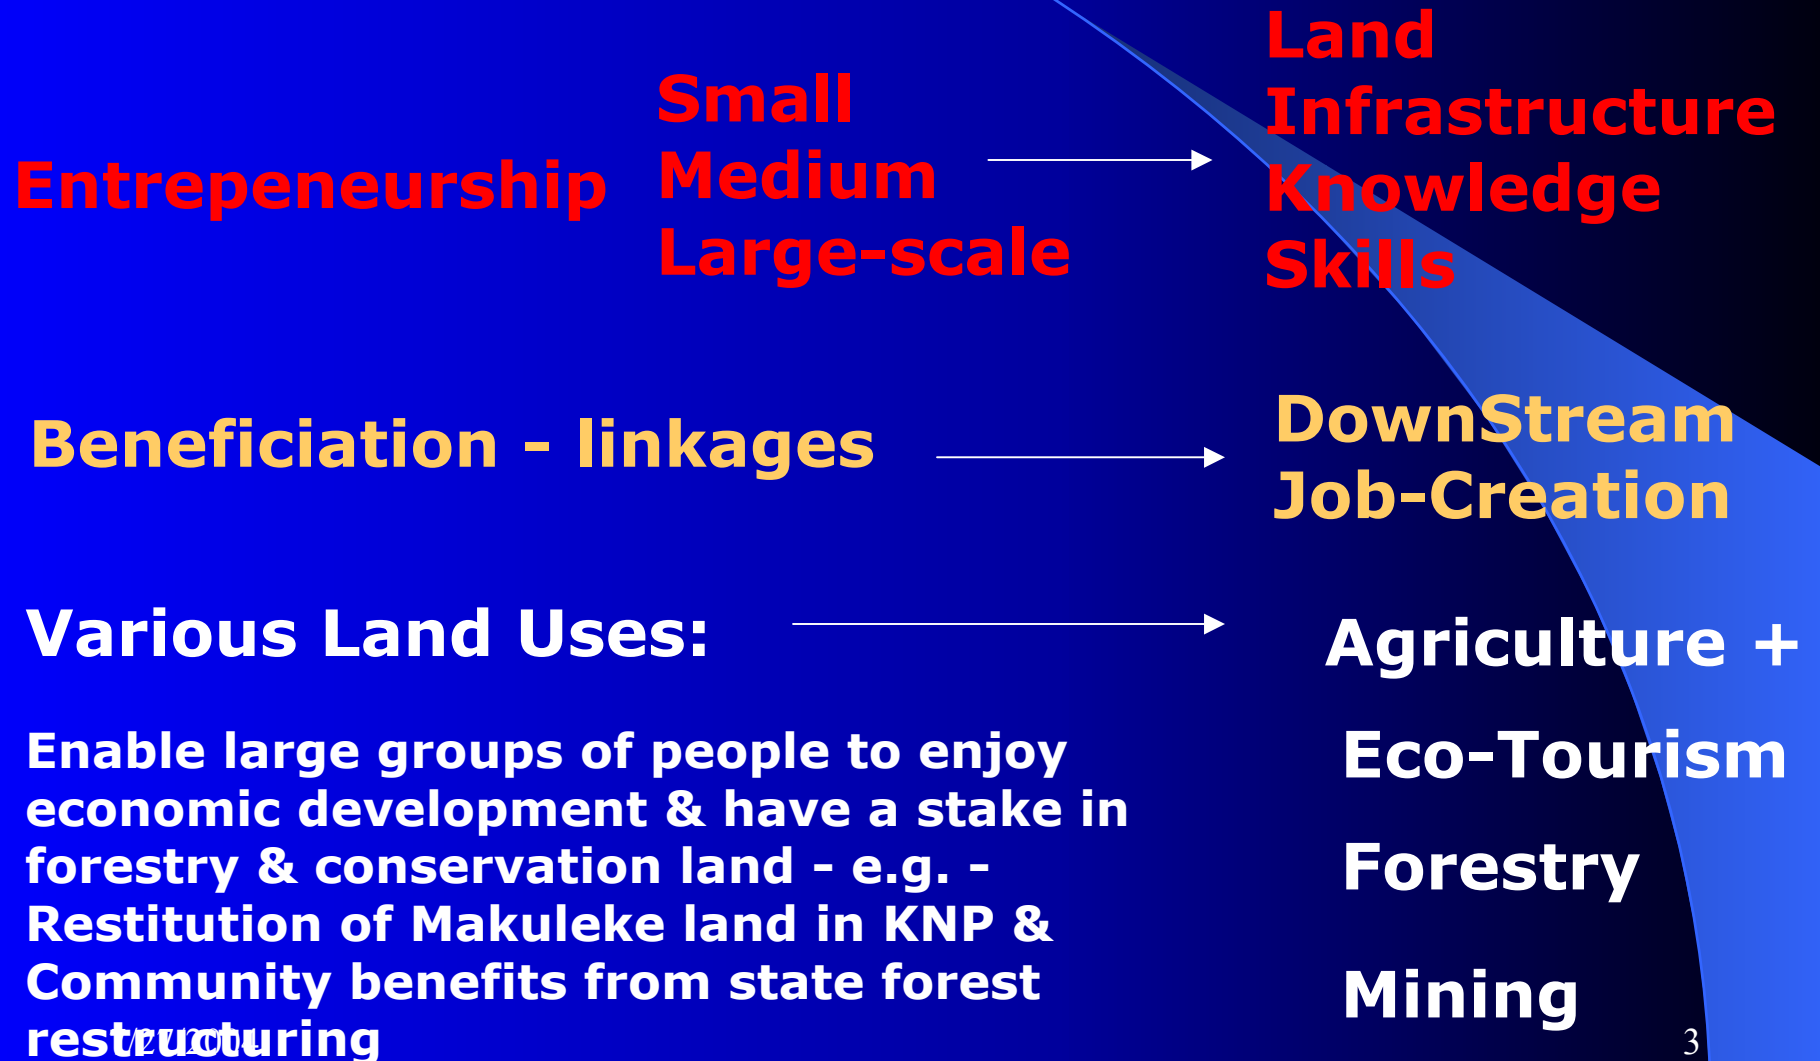 Entrepeneurship
Small
Medium
Large-scale
Land
Infrastructure
Knowledge
Skills
Beneficiation - linkages
DownStream
Job-Creation
Various Land Uses:
Agriculture +
Eco-Tourism
Forestry
Mining
Enable large groups of people to enjoy
economic development & have a stake in
forestry & conservation land – e.g. –
Restitution of Makuleke land in KNP &
Community benefits from state forest
restructuring
3